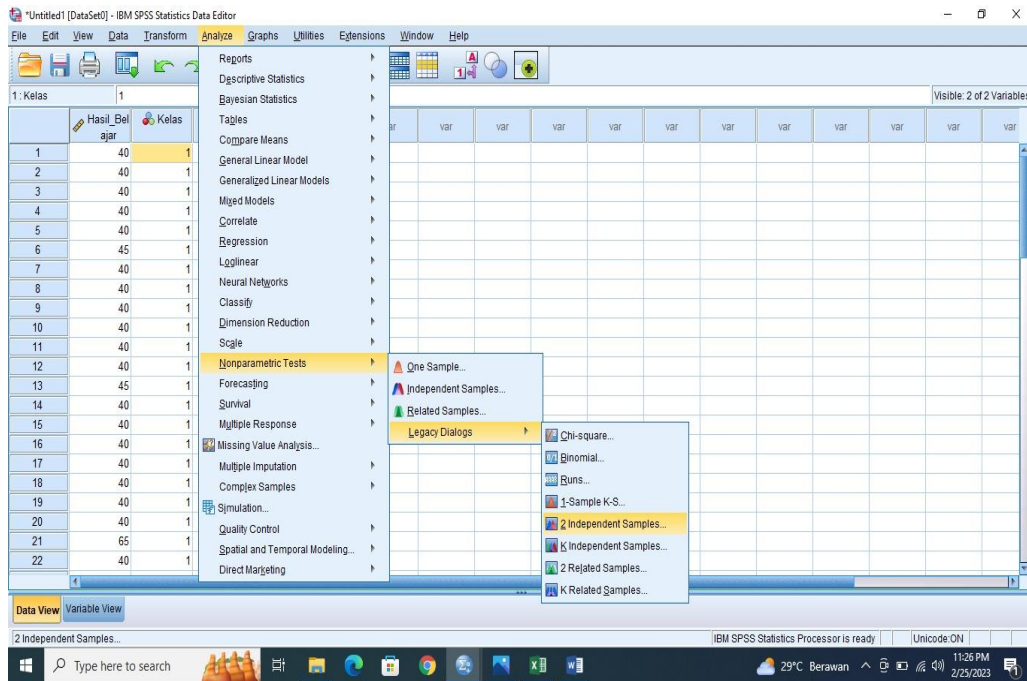 *Untitled1 [DataSet0] - IBM SPSS Statistics Data Editor
File Edit View Data Transform Analyze Graphs Utilities Extensions Window Help
1 : Kelas 1 Visible: 2 of 2 Variables
Hasil_Bel
ajar
Kelas
var var var var var var var var var var var
1 40 1
2 40 1
3 40 1
4 40 1
5 40 1
6 45 1
7 40 1
8 40 1
9 40 1
10 40 1
11 40 1
12 40 1
13 45 1
14 40 1
15 40 1
16 40 1
17 40 1
18 40 1
19 40 1
20 40 1
21 65 1
22 40 1
Reports
Descriptive Statistics
Bayesian Statistics
Tables
Compare Means
General Linear Model
Generalized Linear Models
Mixed Models
Correlate
Regression
Loglinear
Neural Networks
Classify
Dimension Reduction
Scale
Nonparametric Tests
Forecasting
Survival
Multiple Response
Missing Value Analysis...
Multiple Imputation
Complex Samples
Simulation...
Quality Control
Spatial and Temporal Modeling...
Direct Marketing
One Sample...
Independent Samples...
Related Samples...
Legacy Dialogs
Chi-square...
Binomial...
Runs...
1-Sample K-S...
2 Independent Samples...
K Independent Samples...
2 Related Samples...
K Related Samples...
Data View Variable View
2 Independent Samples... IBM SPSS Statistics Processor is ready Unicode:ON
Type here to search 29°C Berawan 11:26 PM
2/25/2023